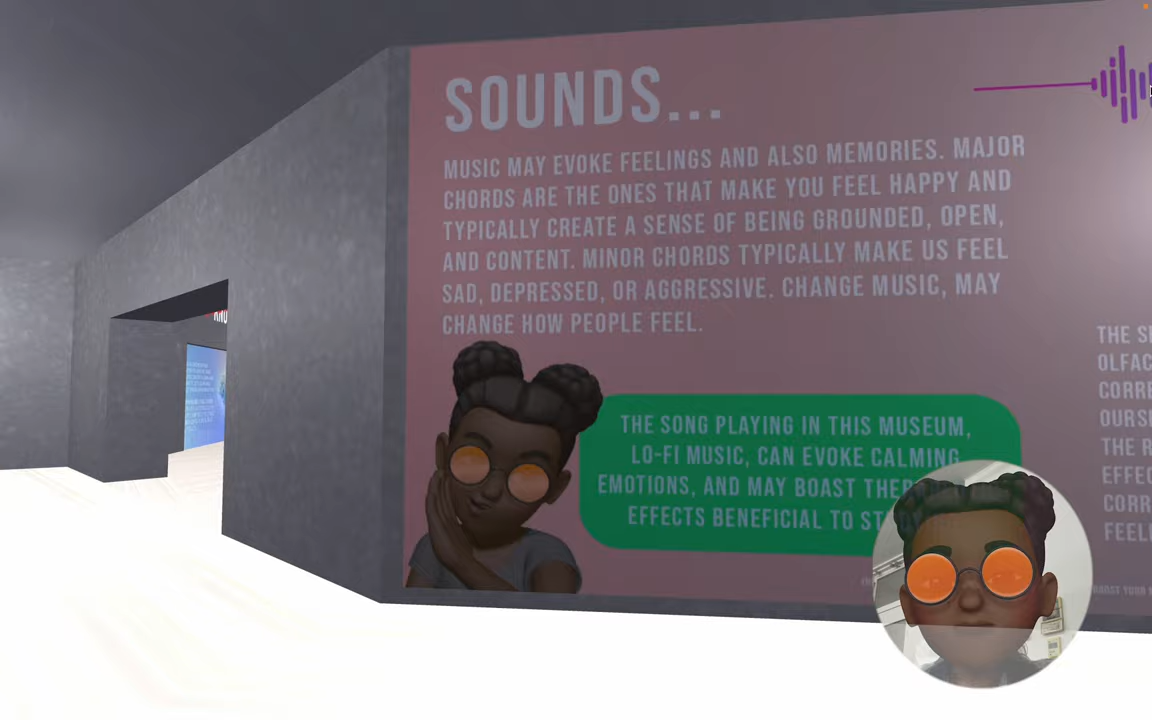 SOUNDS...
MUSIC MAY EVOKE FEELINGS AND ALSO MEMORIES. MAJOR
CHORDS ARE THE ONES THAT MAKE YOU FEEL HAPPY AND
TYPICALLY CREATE A SENSE OF BEING GROUNDED, OPEN,
AND CONTENT. MINOR CHORDS TYPICALLY MAKE US FEEL
SAD, DEPRESSED, OR AGGRESSIVE. CHANGE MUSIC, MAY
CHANGE HOW PEOPLE FEEL.
THE SONG PLAYING IN THIS MUSEUM,
LO-FI MUSIC, CAN EVOKE CALMING
EMOTIONS, AND MAY BOAST
EFFECTS BENEFICIAL TO
THE
THE